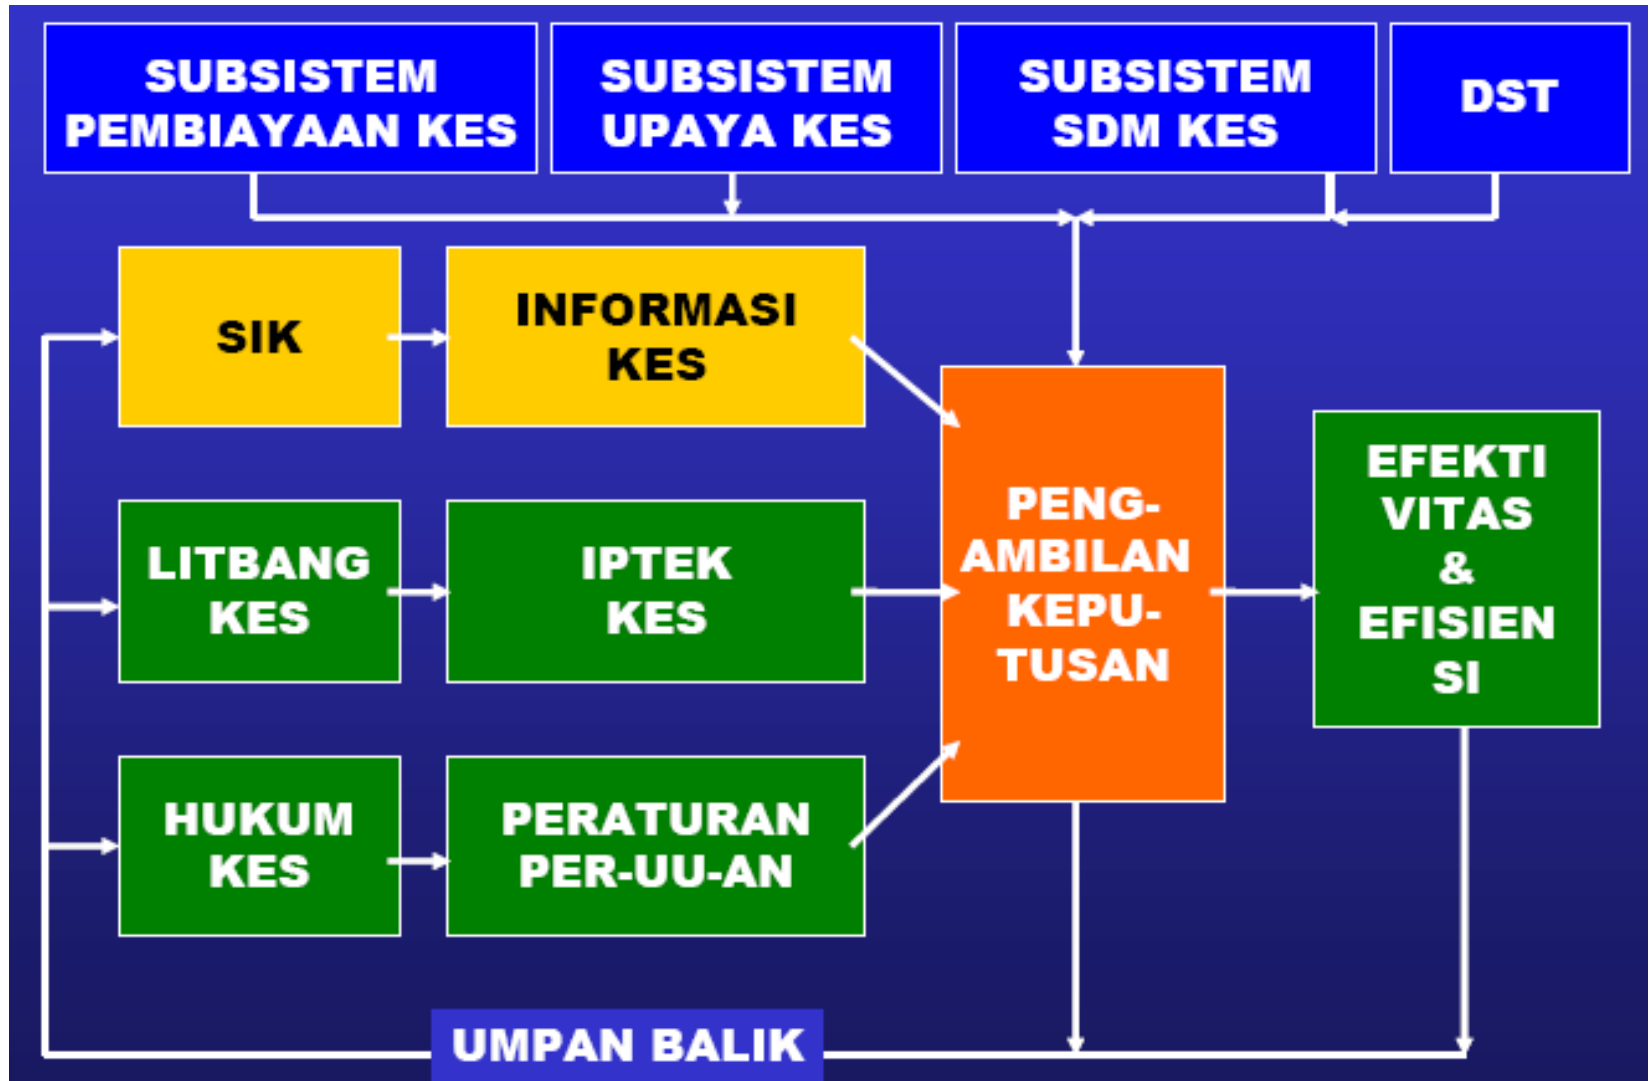 SUBSISTEM
PEMBIAYAAN KES
SUBSISTEM
UPAYA KES
SUBSISTEM
SDM KES
DST
SIK
INFORMASI
KES
LITBANG
KES
IPTEK
KES
HUKUM
KES
PERATURAN
PER-UU-AN
PENG-
AMBILAN
KEPU-
TUSAN
EFEKTI
VITAS
&
EFISIEN
SI
UMPAN BALIK